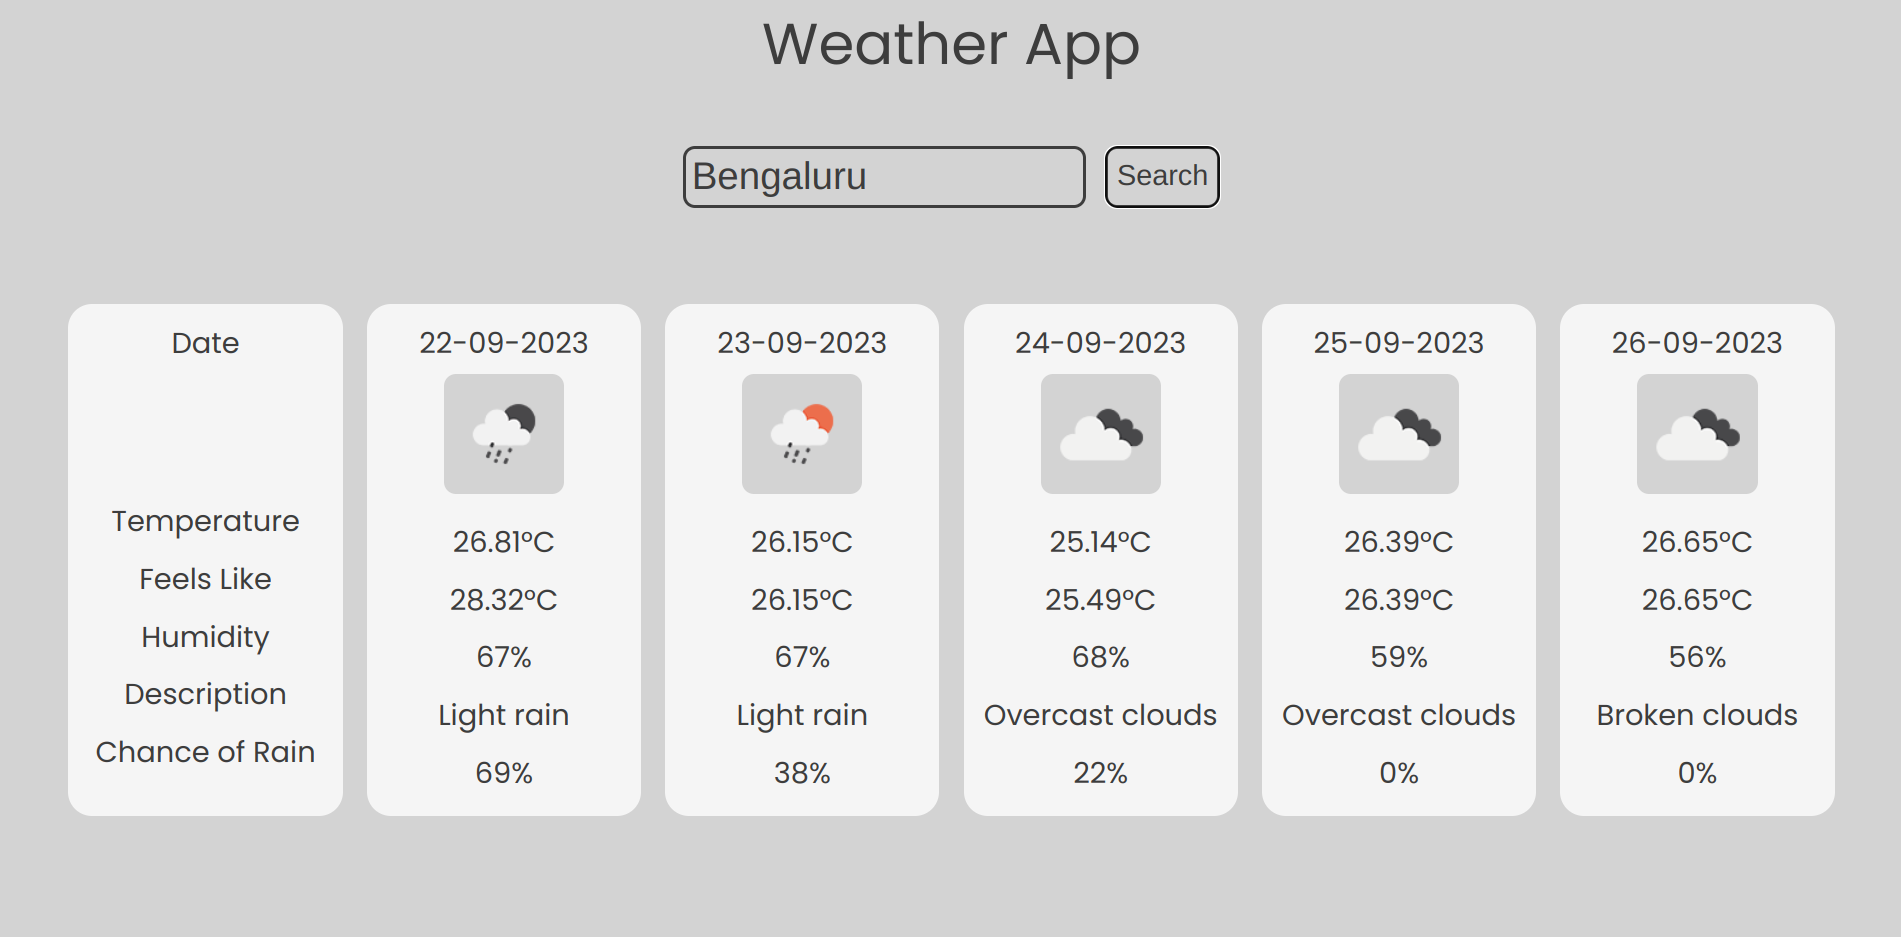 Weather App
Bengaluru Search
Date 22-09-2023 23-09-2023 24-09-2023 25-09-2023 26-09-2023
Temperature 26.81°C 26.15°C 25.14°C 26.39°C 26.65°C
Feels Like 28.32°C 26.15°C 25.49°C 26.39°C 26.65°C
Humidity 67% 67% 68% 59% 56%
Description Light rain Light rain Overcast clouds Overcast clouds Broken clouds
Chance of Rain 69% 38% 22% 0% 0%